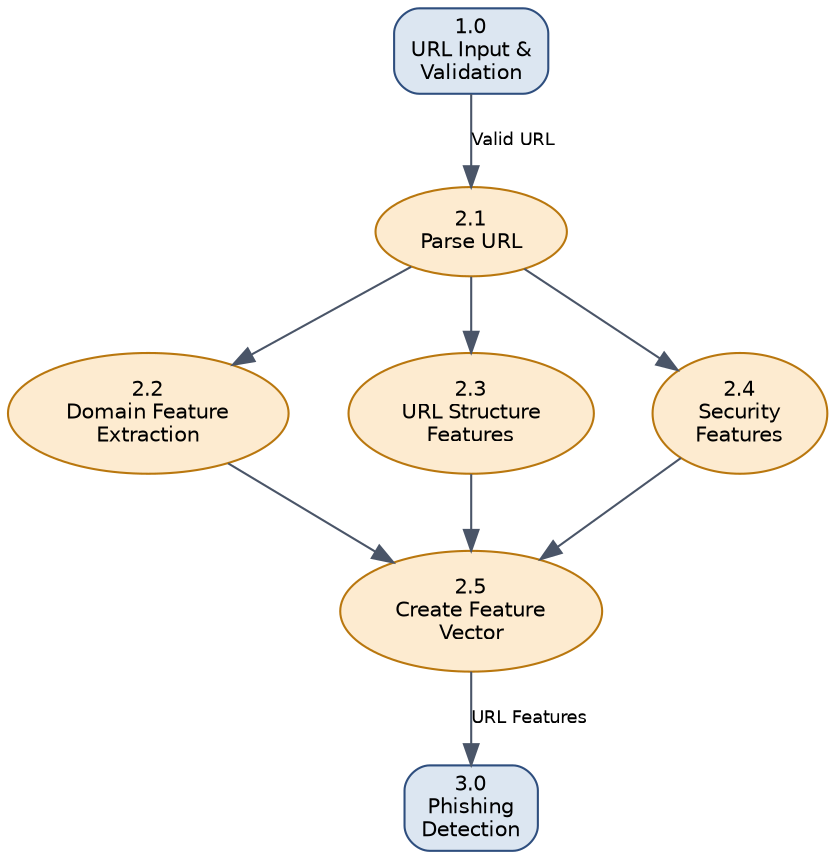 1.0
URL Input &
Validation
Valid URL
2.1
Parse URL
2.2
Domain Feature
Extraction
2.3
URL Structure
Features
2.4
Security
Features
2.5
Create Feature
Vector
URL Features
3.0
Phishing
Detection